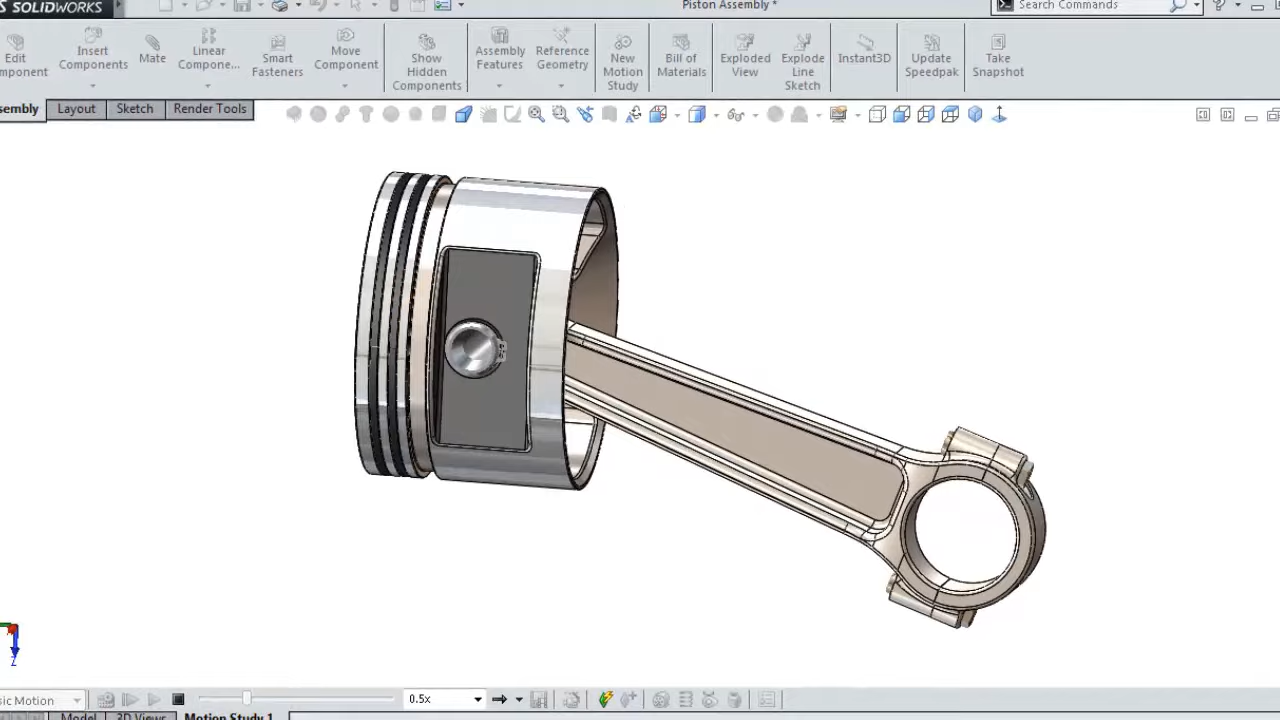 SOLIDWORKS
Piston Assembly *
Search Commands
?
Edit
mponent
Insert
Components
Mate
Linear
Compone...
Smart
Fasteners
Move
Component
Show
Hidden
Components
Assembly
Features
Reference
Geometry
New
Motion
Study
Bill of
Materials
Exploded
View
Explode
Line
Sketch
Instant3D
Update
Speedpak
Take
Snapshot
sembly
Layout
Sketch
Render Tools
Z
sic Motion
0.5x
Model
3D Views
Motion Study 1